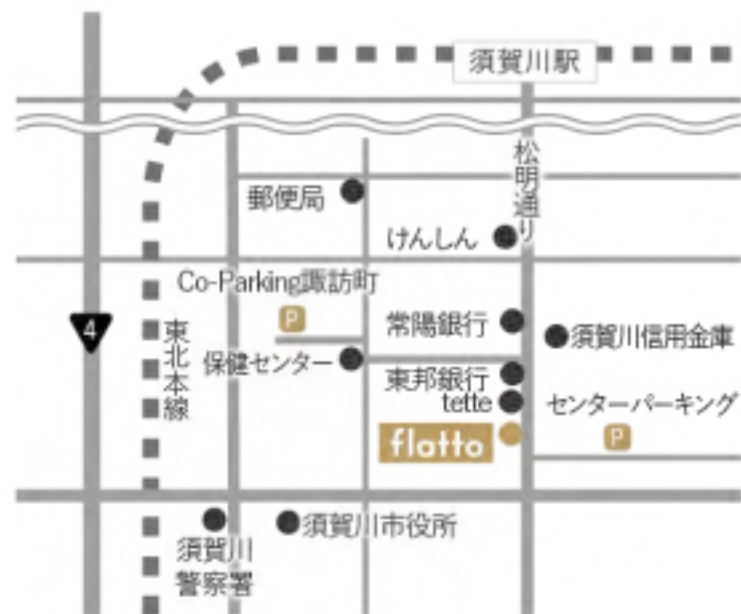 須賀川駅
松明通り
郵便局
けんしん
Co-Parking諏訪町
P
4
東北本線
常陽銀行
須賀川信用金庫
保健センター
東邦銀行
tette
センターパーキング
P
flatto
須賀川市役所
須賀川
警察署